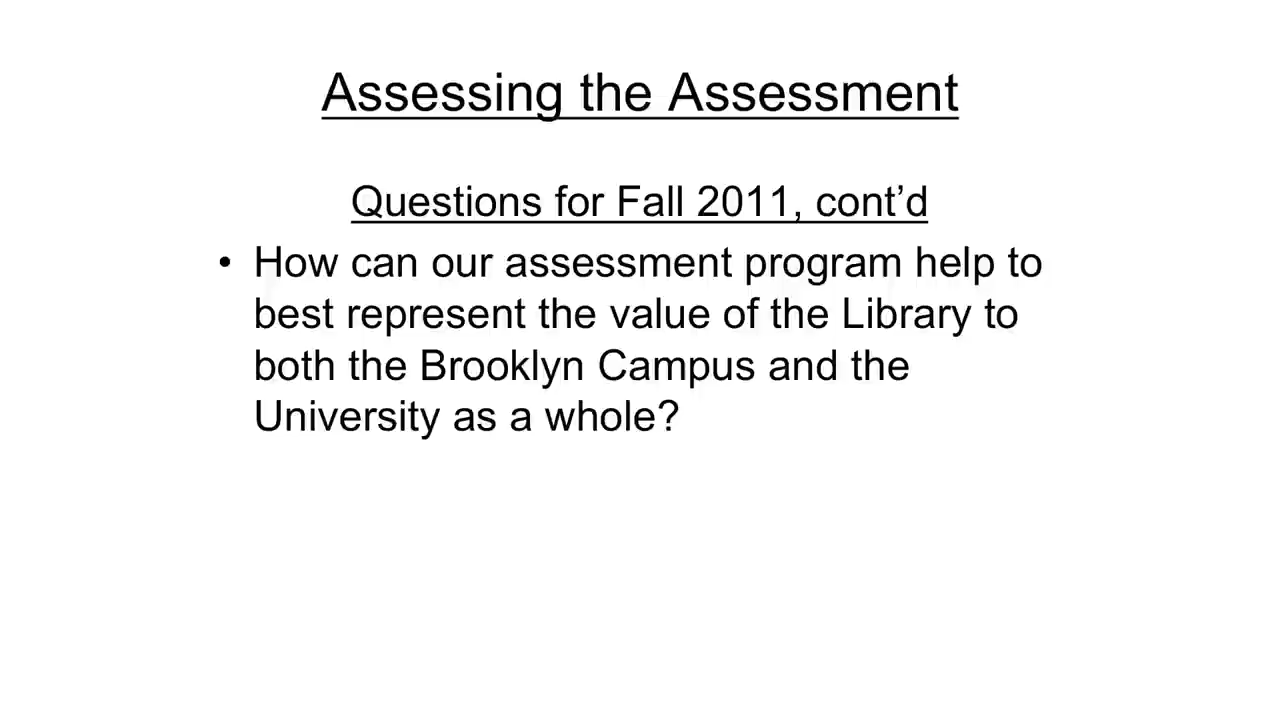 Assessing the Assessment
Questions for Fall 2011, cont’d
• How can our assessment program help to
best represent the value of the Library to
both the Brooklyn Campus and the
University as a whole?